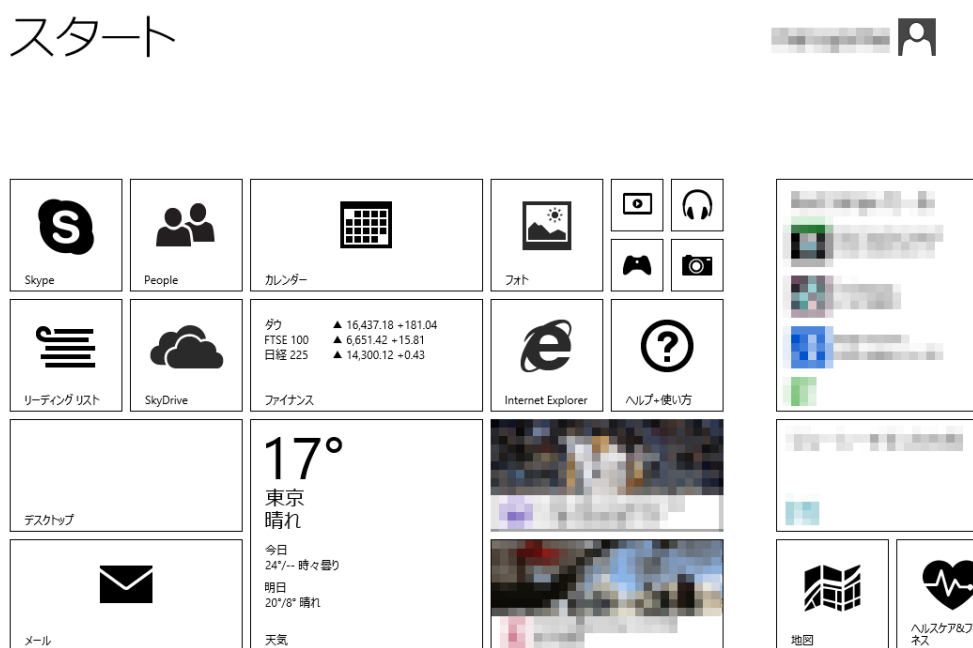 スタート
Skype
People
カレンダー
フォト
リーディング リスト
SkyDrive
ダウ ▲ 16,437.18 +181.04
FTSE 100 ▲ 6,651.42 +15.81
日経 225 ▲ 14,300.12 +0.43
ファイナンス
Internet Explorer
ヘルプ+使い方
デスクトップ
17°
東京
晴れ
今日
24°/-- 時々曇り
明日
20°/8° 晴れ
天気
メール
地図
ヘルスケア&フ
ネス